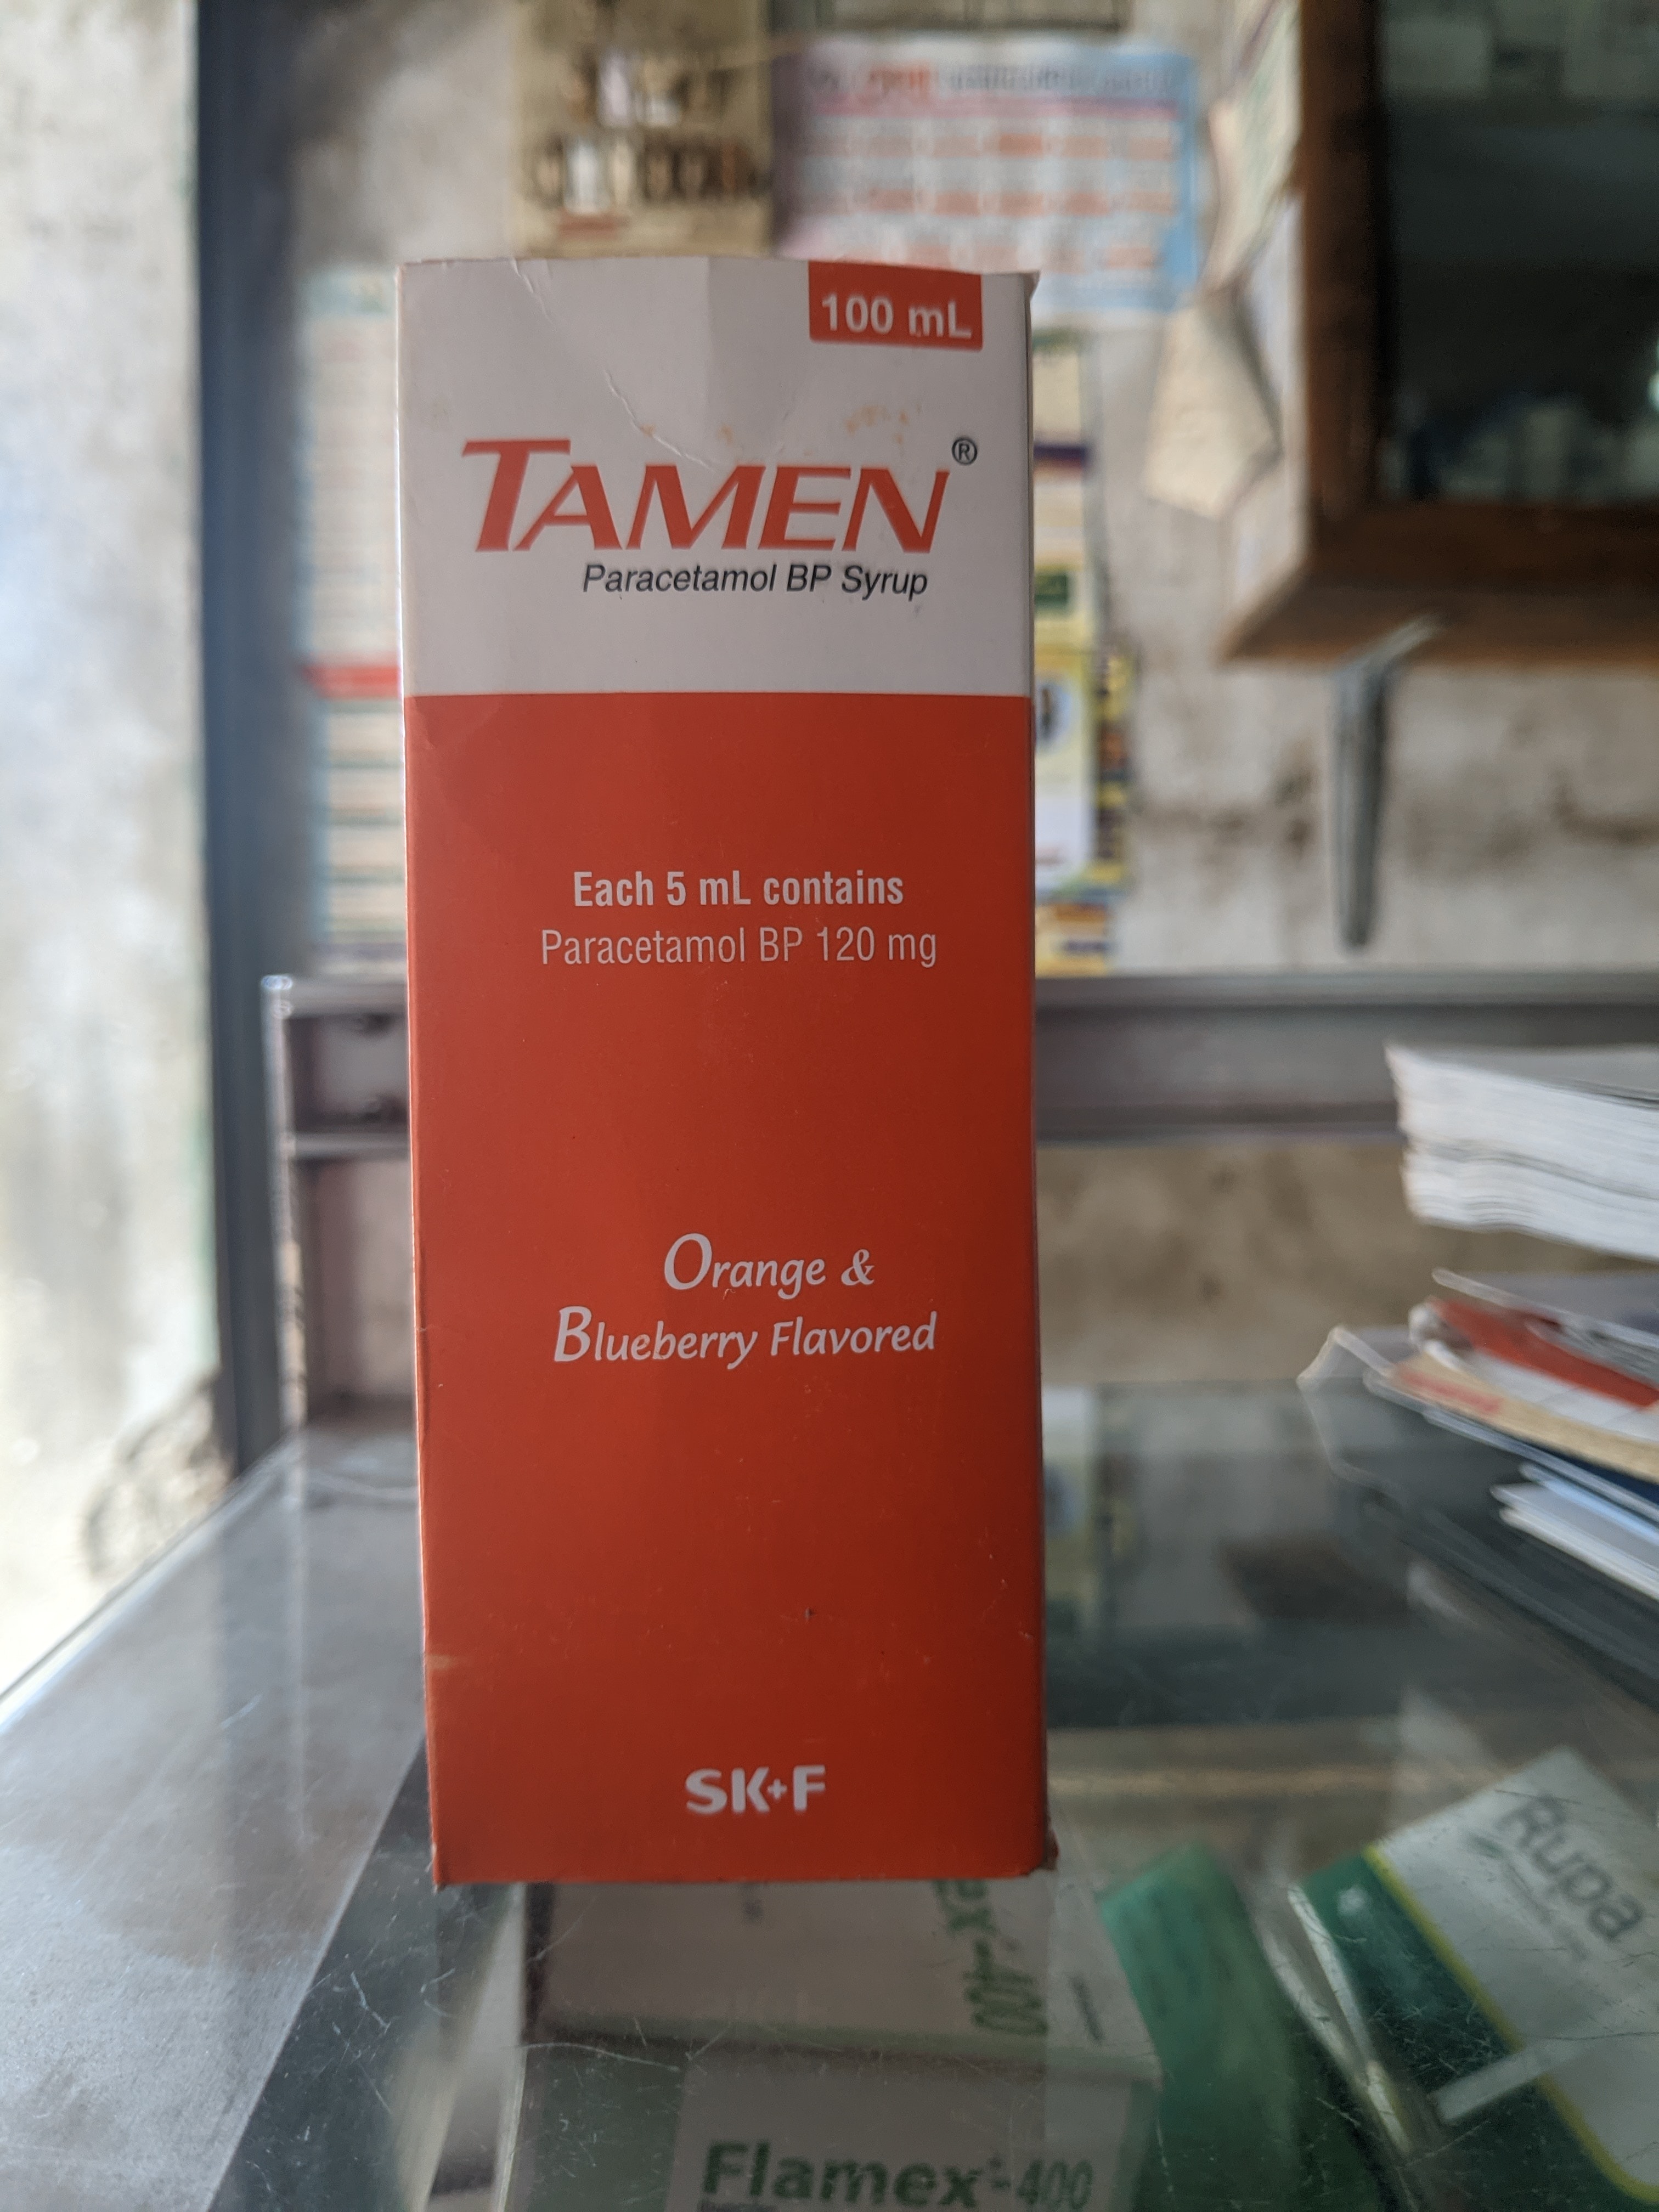 100 mL
TAMEN®
Paracetamol BP Syrup
Each 5 mL contains
Paracetamol BP 120 mg
Orange &
Blueberry Flavored
SK+F
Rupa
x-400
Flamex-400